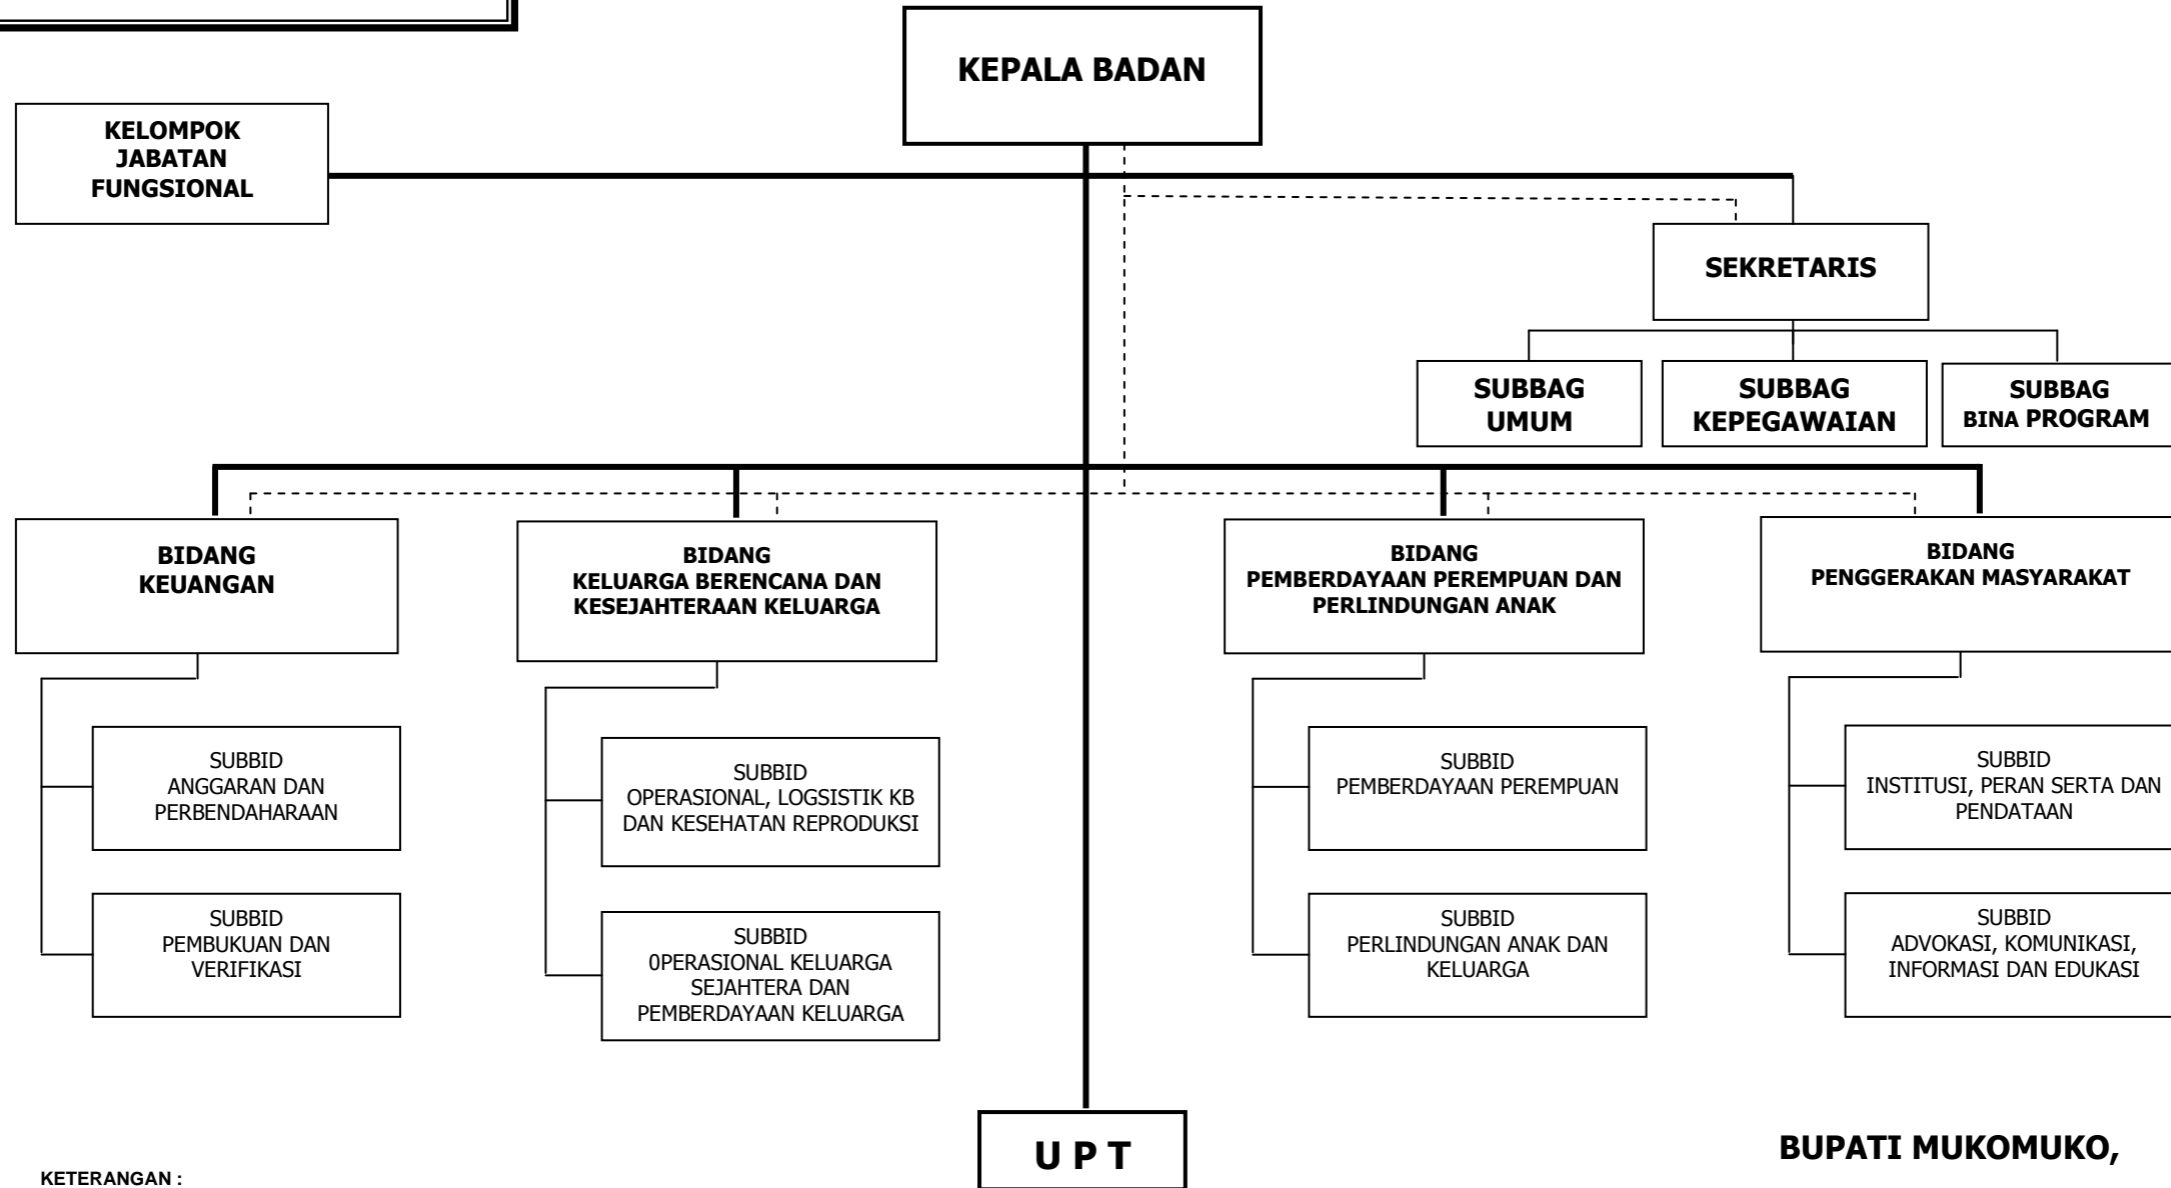 KEPALA BADAN
KELOMPOK
JABATAN
FUNGSIONAL
SEKRETARIS
SUBBAG
UMUM
SUBBAG
KEPEGAWAIAN
SUBBAG
BINA PROGRAM
BIDANG
KEUANGAN
BIDANG
KELUARGA BERENCANA DAN
KESEJAHTERAAN KELUARGA
BIDANG
PEMBERDAYAAN PEREMPUAN DAN
PERLINDUNGAN ANAK
BIDANG
PENGGERAKAN MASYARAKAT
SUBBID
ANGGARAN DAN
PERBENDAHARAAN
SUBBID
OPERASIONAL, LOGSISTIK KB
DAN KESEHATAN REPRODUKSI
SUBBID
PEMBERDAYAAN PEREMPUAN
SUBBID
INSTITUSI, PERAN SERTA DAN
PENDATAAN
SUBBID
PEMBUKUAN DAN
VERIFIKASI
SUBBID
0PERASIONAL KELUARGA
SEJAHTERA DAN
PEMBERDAYAAN KELUARGA
SUBBID
PERLINDUNGAN ANAK DAN
KELUARGA
SUBBID
ADVOKASI, KOMUNIKASI,
INFORMASI DAN EDUKASI
U P T
BUPATI MUKOMUKO,
KETERANGAN :